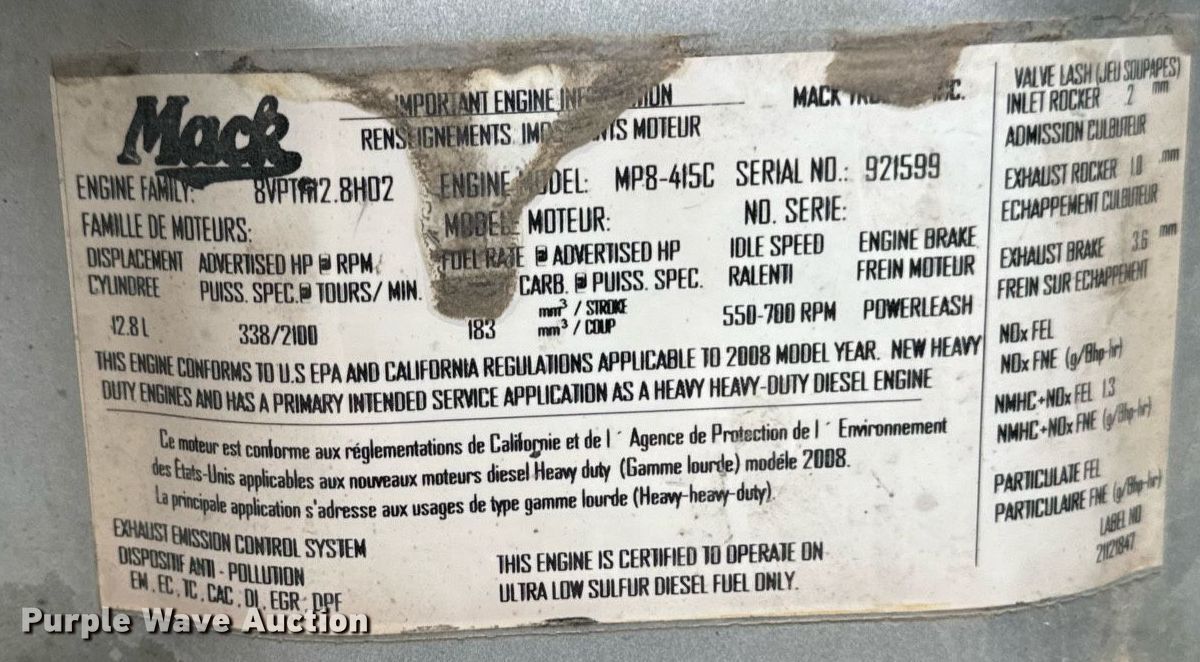 Mack
IMPORTANT ENGINE
MACK
RENSEIGNEMENTS MOTEUR
ENGINE FAMILY: 8VPTH12.8H02 ENGINE MODEL: MP8-415C SERIAL NO.: 921599
FAMILLE DE MOTEURS: MODELE MOTEUR: NO. SERIE:
DISPLACEMENT ADVERTISED HP @ RPM/ FUEL RATE @ ADVERTISED HP IDLE SPEED ENGINE BRAKE
CYLINDREE PUISS. SPEC.@ TOURS/ MIN. CARB. @ PUISS. SPEC. RALENTI FREIN MOTEUR
12.8 L 338/2100 183 mm³ / STROKE 550-700 RPM POWERLEASH
mm³ / COUP
THIS ENGINE CONFORMS TO U.S EPA AND CALIFORNIA REGULATIONS APPLICABLE TO 2008 MODEL YEAR. NEW HEAVY
DUTY ENGINES AND HAS A PRIMARY INTENDED SERVICE APPLICATION AS A HEAVY HEAVY-DUTY DIESEL ENGINE
Ce moteur est conforme aux réglementations de Californie et de l ´ Agence de Protection de l ´ Environnement
des États-Unis applicables aux nouveaux moteurs diesel Heavy duty (Gamme lourde) modéle 2008.
La principale application s'adresse aux usages de type gamme lourde (Heavy-heavy-duty).
EXHAUST EMISSION CONTROL SYSTEM
DISPOSITIF ANTI - POLLUTION
EM , EC, TC, CAC, DI, EGR, DPF
THIS ENGINE IS CERTIFIED TO OPERATE ON
ULTRA LOW SULFUR DIESEL FUEL ONLY.
VALVE LASH (JEU SOUPAPES)
INLET ROCKER 2 mm
ADMISSION CULBUTEUR
EXHAUST ROCKER 1.0 mm
ECHAPPEMENT CULBUTEUR
EXHAUST BRAKE 3.6 mm
FREIN SUR ECHAPPEMENT
NOx FEL
NOx FNE (g/Bhp-hr)
NMHC+NOx FEL 1.3
NMHC+NOx FNE (g/Bhp-hr)
PARTICULATE FEL
PARTICULAIRE FNE (g/Bhp-hr)
LABEL NO
21121847
Purple Wave Auction